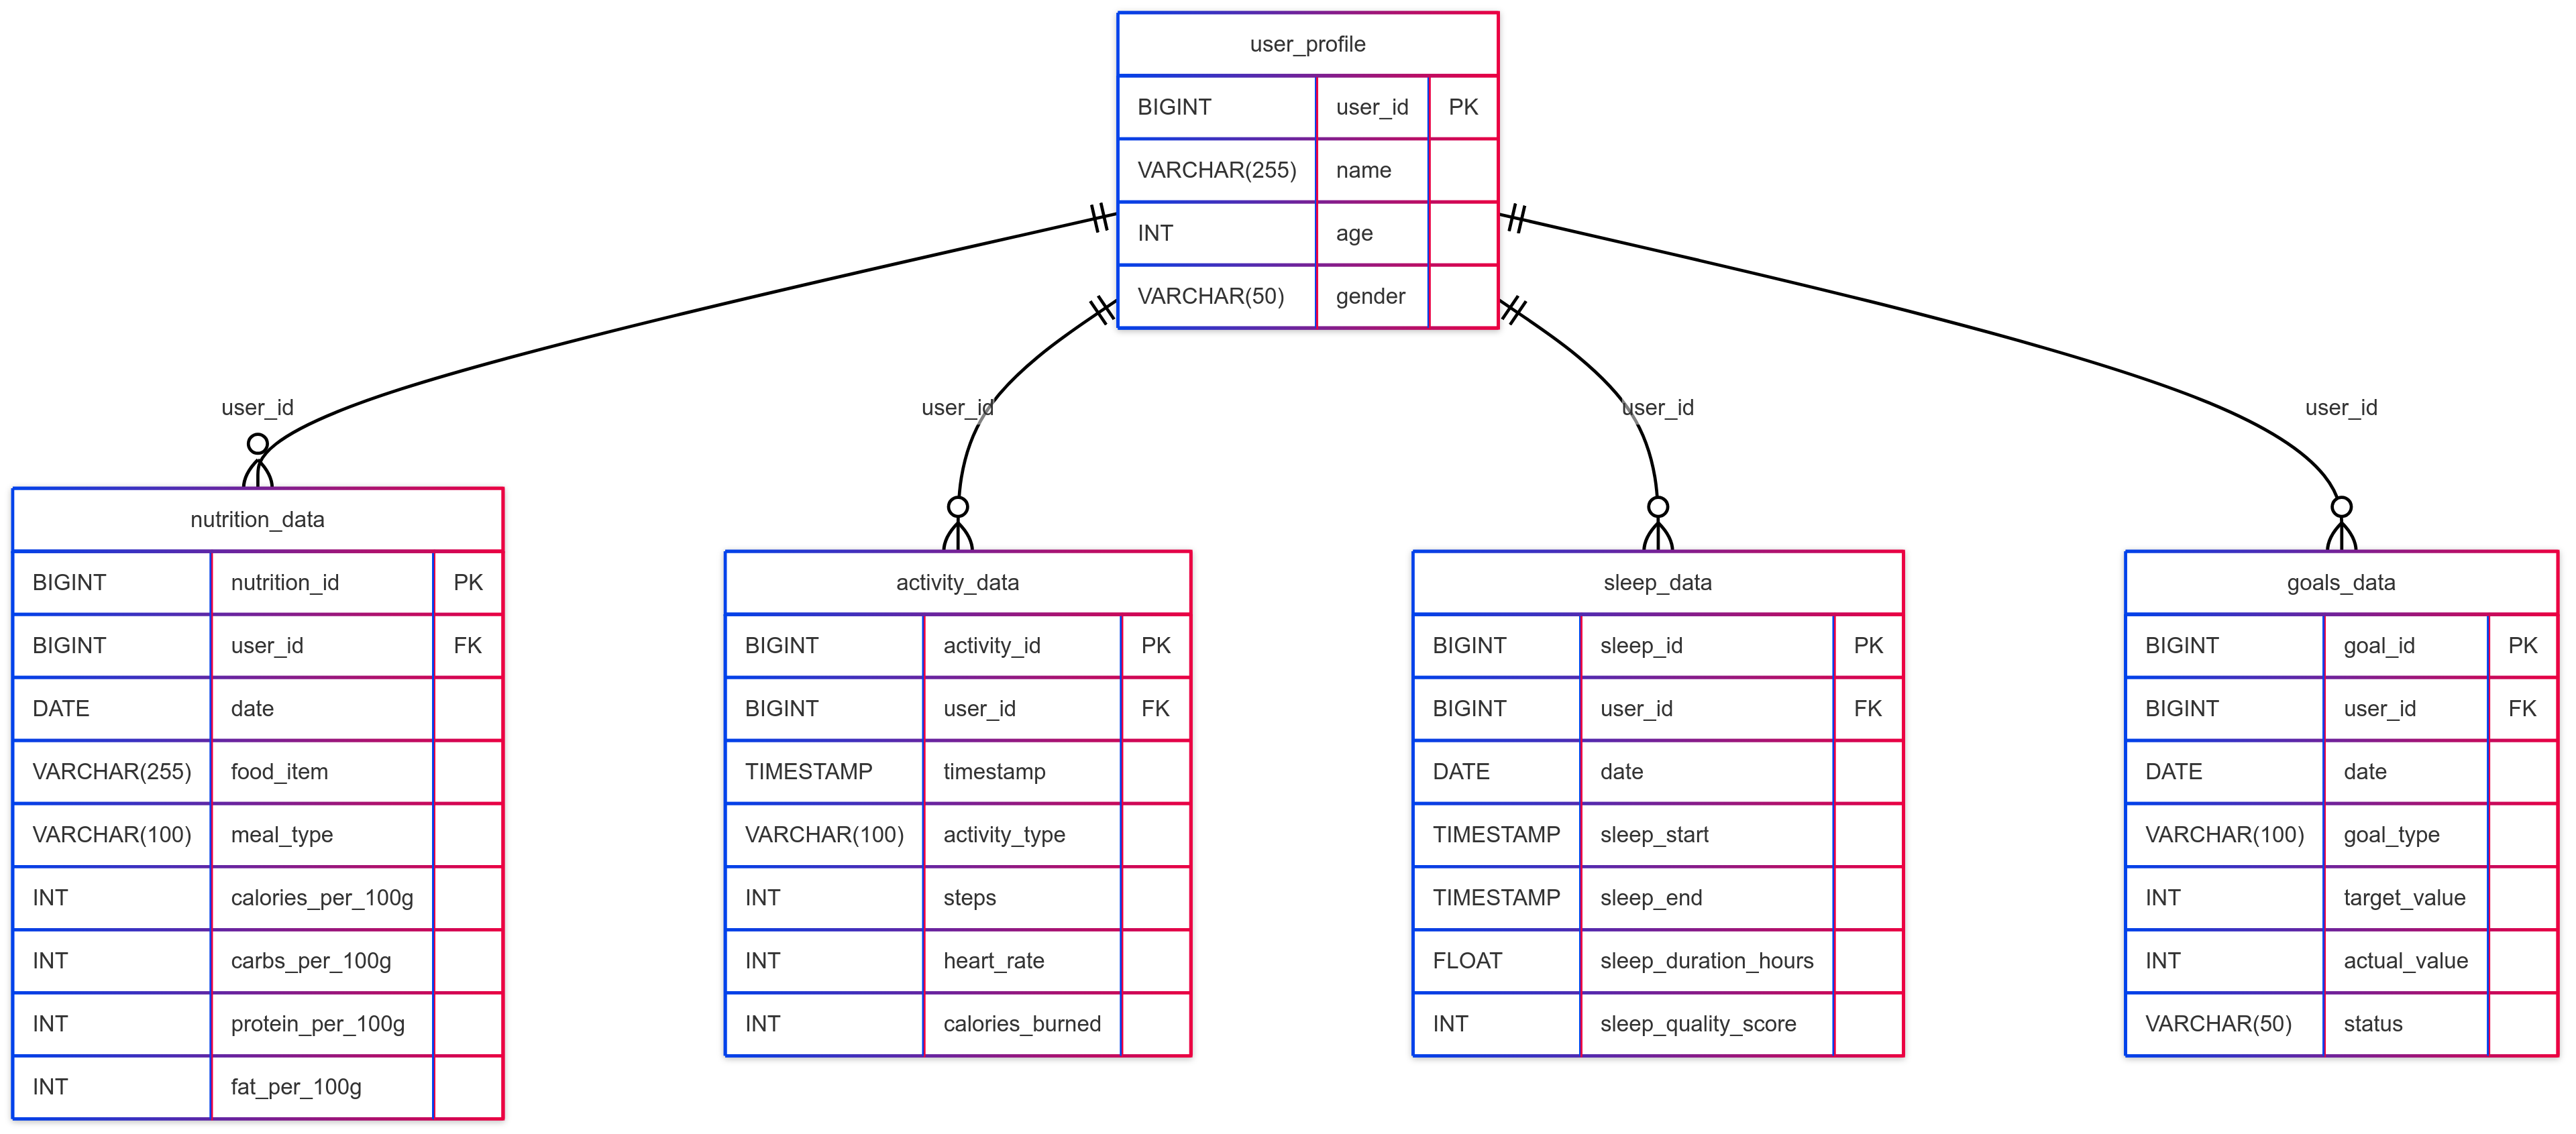 user_profile
BIGINT user_id PK
VARCHAR(255) name
INT age
VARCHAR(50) gender
user_id
user_id
user_id
user_id
nutrition_data
BIGINT nutrition_id PK
BIGINT user_id FK
DATE date
VARCHAR(255) food_item
VARCHAR(100) meal_type
INT calories_per_100g
INT carbs_per_100g
INT protein_per_100g
INT fat_per_100g
activity_data
BIGINT activity_id PK
BIGINT user_id FK
TIMESTAMP timestamp
VARCHAR(100) activity_type
INT steps
INT heart_rate
INT calories_burned
sleep_data
BIGINT sleep_id PK
BIGINT user_id FK
DATE date
TIMESTAMP sleep_start
TIMESTAMP sleep_end
FLOAT sleep_duration_hours
INT sleep_quality_score
goals_data
BIGINT goal_id PK
BIGINT user_id FK
DATE date
VARCHAR(100) goal_type
INT target_value
INT actual_value
VARCHAR(50) status